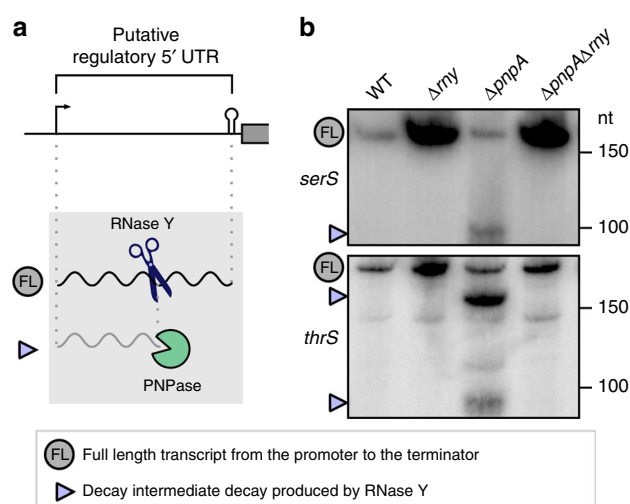 a
Putative
regulatory 5′ UTR
RNase Y
FL
PNPase
b
WT
Δrny
ΔpnpA
ΔpnpAΔrny
nt
FL
150
serS
100
FL
150
thrS
100
FL Full length transcript from the promoter to the terminator
Decay intermediate decay produced by RNase Y